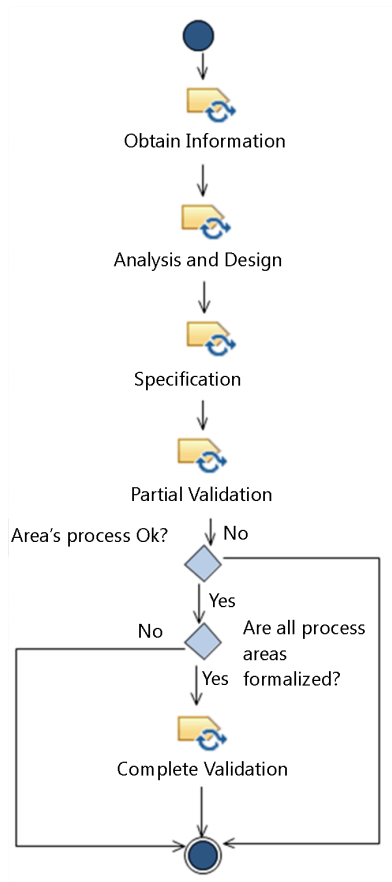 Obtain Information
Analysis and Design
Specification
Partial Validation
Area's process Ok?
No
Yes
No
Are all process
areas
formalized?
Yes
Complete Validation